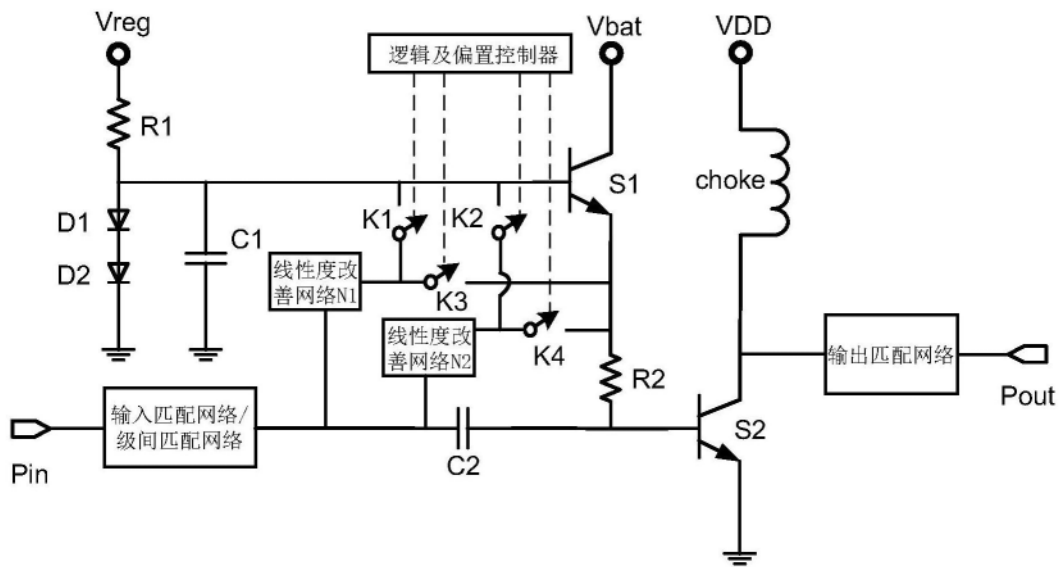 Vreg
Vbat
VDD
逻辑及偏置控制器
R1
S1
choke
K1
K2
D1
C1
D2
线性度改
善网络N1
K3
线性度改
善网络N2
K4
R2
输出匹配网络
Pout
输入匹配网络/
级间匹配网络
S2
C2
Pin